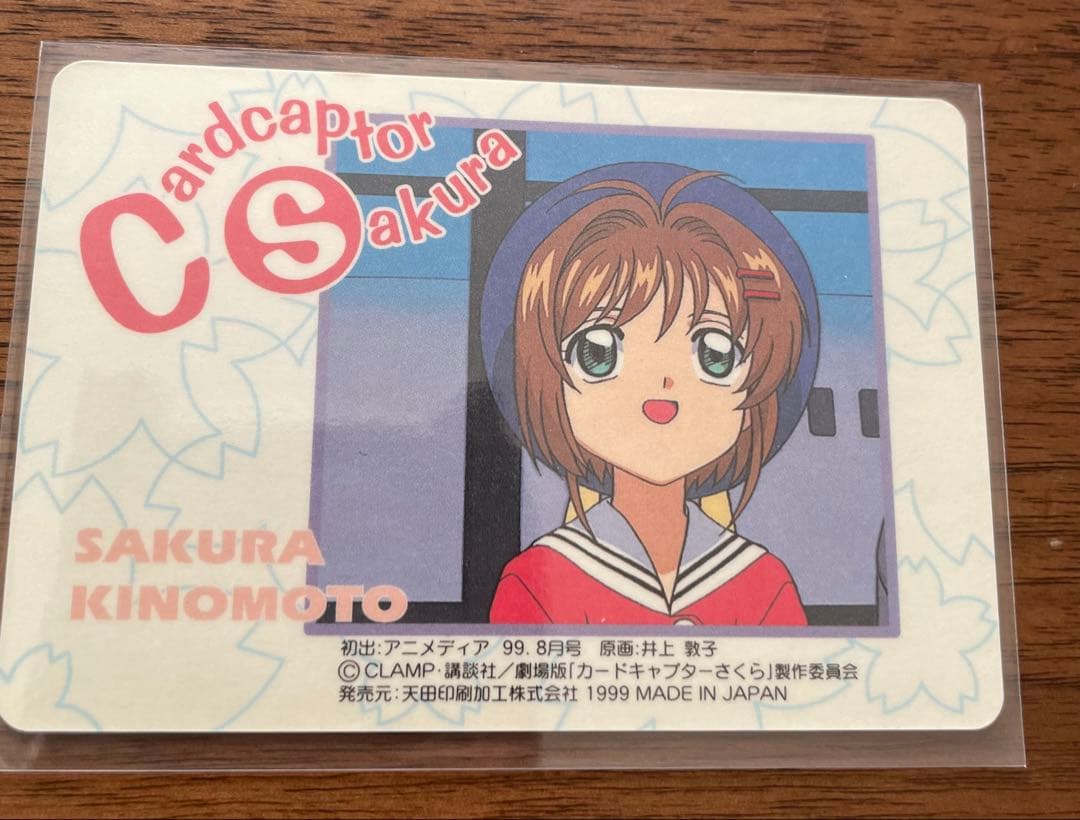 Cardcaptor
Sakura
SAKURA
KINOMOTO
初出:アニメディア 99. 8月号 原画:井上 敦子
© CLAMP·講談社／劇場版「カードキャプターさくら」製作委員会
発売元:天田印刷加工株式会社 1999 MADE IN JAPAN